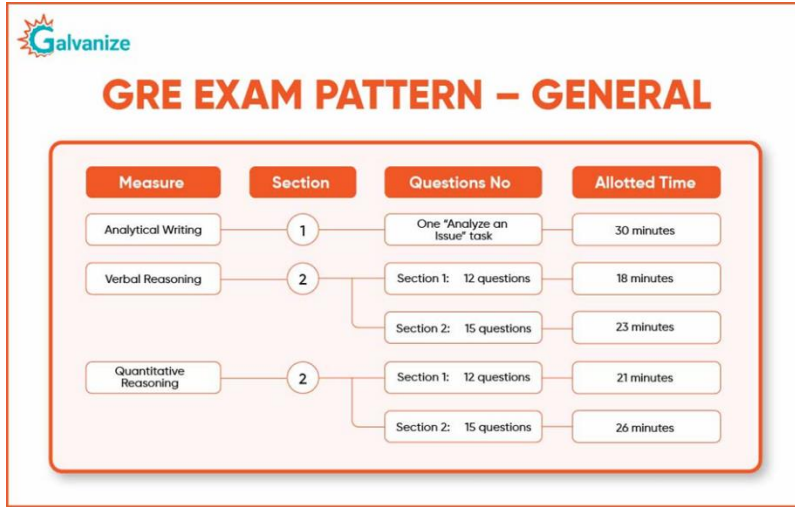 Galvanize
GRE EXAM PATTERN – GENERAL
Measure Section Questions No Allotted Time
Analytical Writing 1 One "Analyze an
Issue" task 30 minutes
Verbal Reasoning 2 Section 1: 12 questions 18 minutes
Section 2: 15 questions 23 minutes
Quantitative
Reasoning 2 Section 1: 12 questions 21 minutes
Section 2: 15 questions 26 minutes